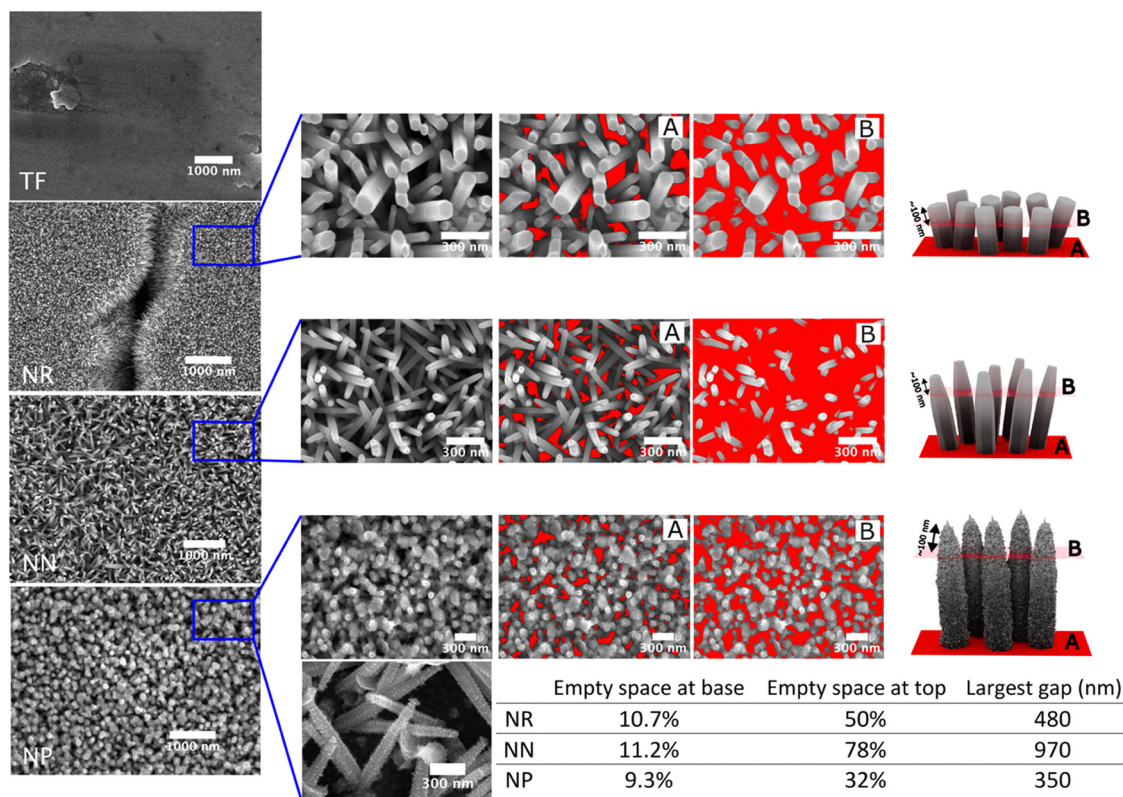 TF
1000 nm
NR
1000 nm
NN
1000 nm
NP
1000 nm
300 nm
A
300 nm
B
300 nm
~100 nm
B
A
300 nm
A
300 nm
B
300 nm
~100 nm
B
A
300 nm
A
300 nm
B
300 nm
~100 nm
B
A
300 nm
Empty space at base Empty space at top Largest gap (nm)
NR 10.7% 50% 480
NN 11.2% 78% 970
NP 9.3% 32% 350